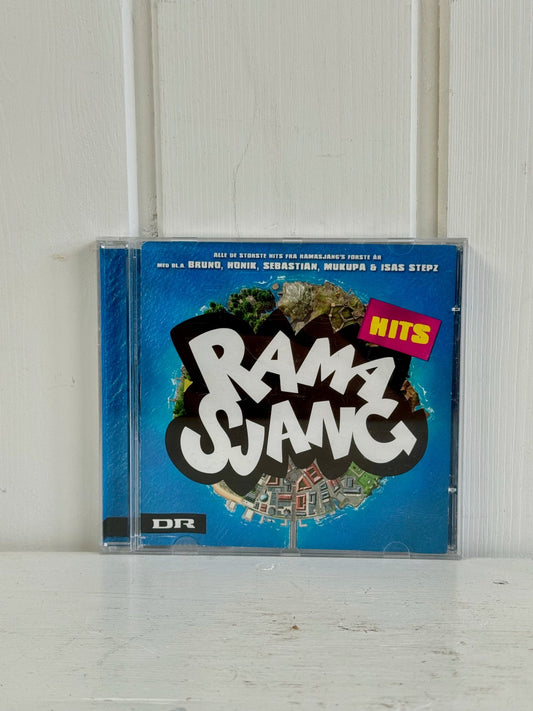 ALLE DE STØRSTE HITS FRA RAMASJANG'S FØRSTE ÅR
MED BL.A. BRUNO, HONIK, SEBASTIAN, MUKUPA & ISAS STEPZ
HITS
RAMA
SJANG
DR